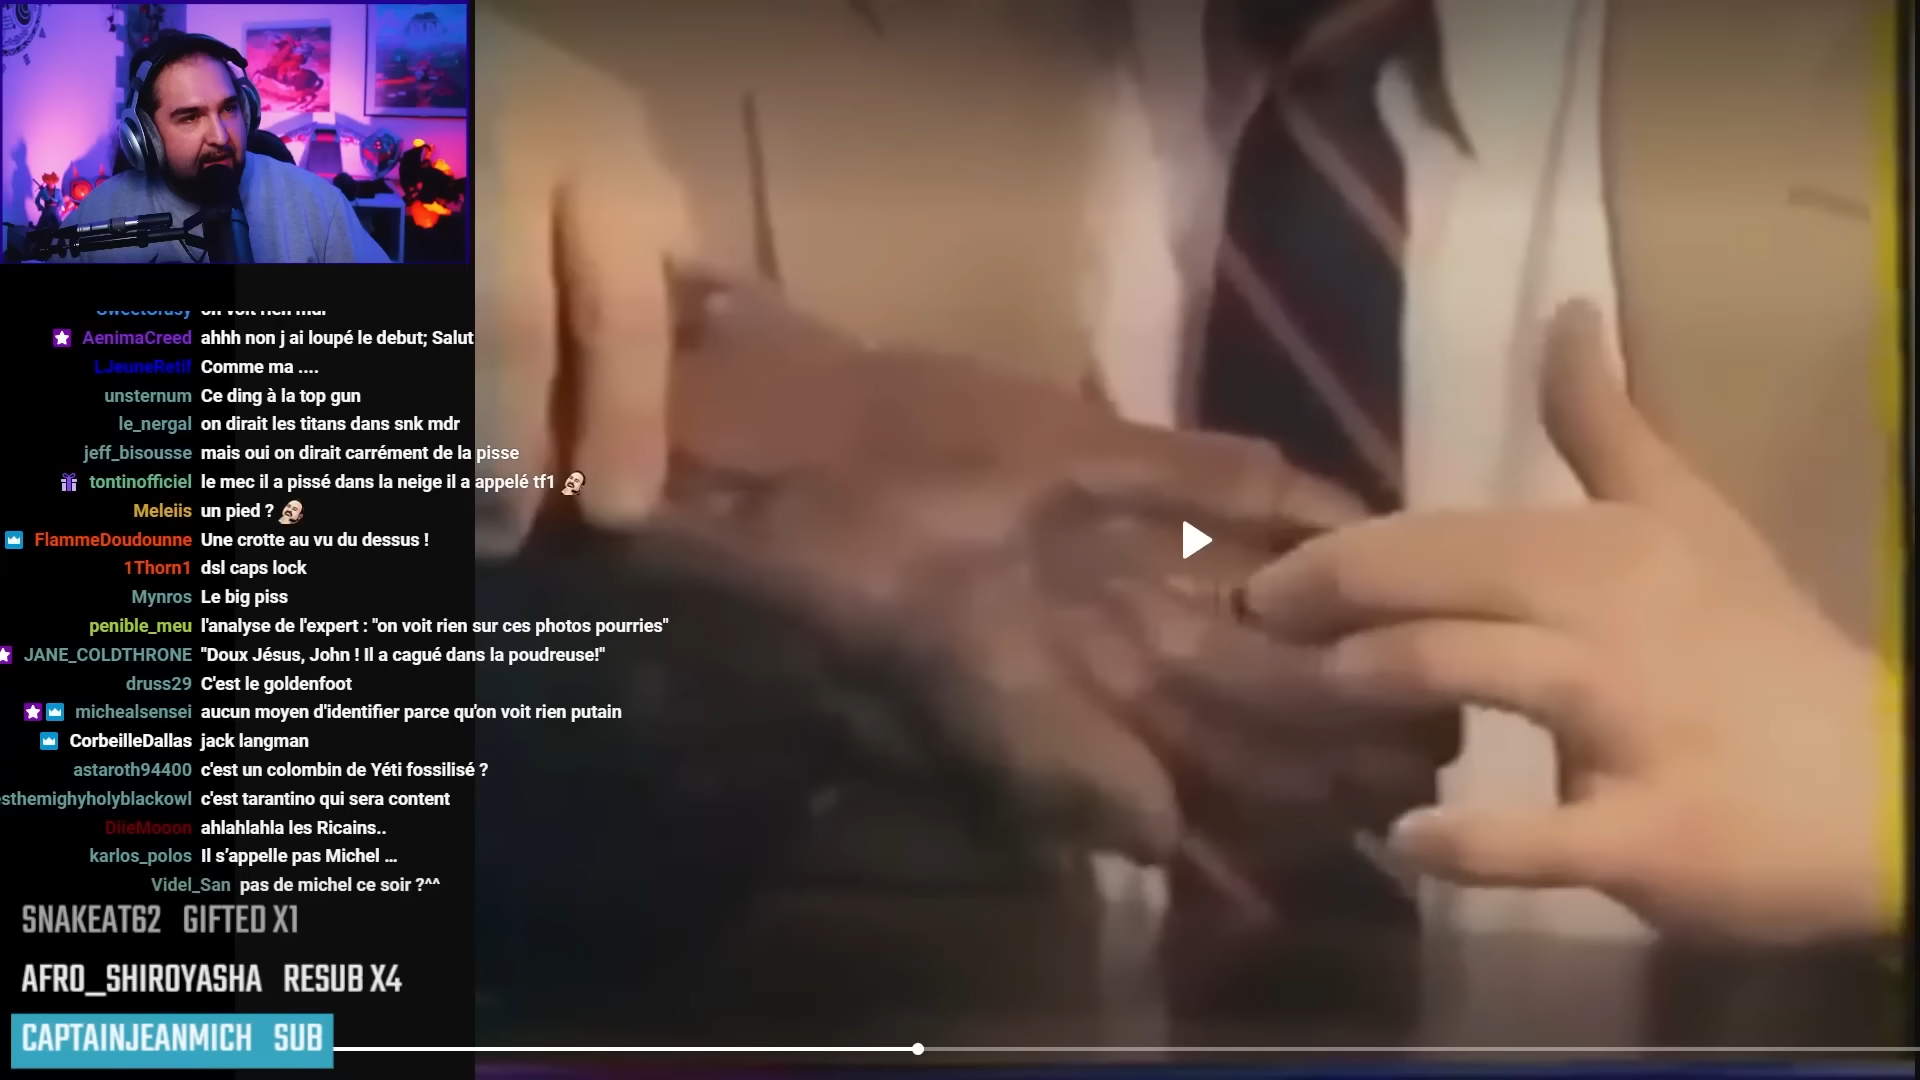 AenimaCreed ahhh non j ai loupé le debut; Salut
LJeuneRetif Comme ma ....
unsternum Ce ding à la top gun
le_nergal on dirait les titans dans snk mdr
jeff_bisousse mais oui on dirait carrément de la pisse
tontinofficiel le mec il a pissé dans la neige il a appelé tf1
Meleiis un pied ?
FlammeDoudounne Une crotte au vu du dessus !
1Thorn1 dsl caps lock
Mynros Le big piss
penible_meu l'analyse de l'expert : "on voit rien sur ces photos pourries"
JANE_COLDTHRONE "Doux Jésus, John ! Il a cagué dans la poudreuse!"
druss29 C'est le goldenfoot
michealsensei aucun moyen d'identifier parce qu'on voit rien putain
CorbeilleDallas jack langman
astaroth94400 c'est un colombin de Yéti fossilisé ?
sthemighyholyblackowl c'est tarantino qui sera content
DlieMooon ahlahlahla les Ricains..
karlos_polos Il s’appelle pas Michel ...
Videl_San pas de michel ce soir ?^^
SNAKEAT62 GIFTED X1
AFRO_SHIROYASHA RESUB X4
CAPTAINJEANMICH SUB